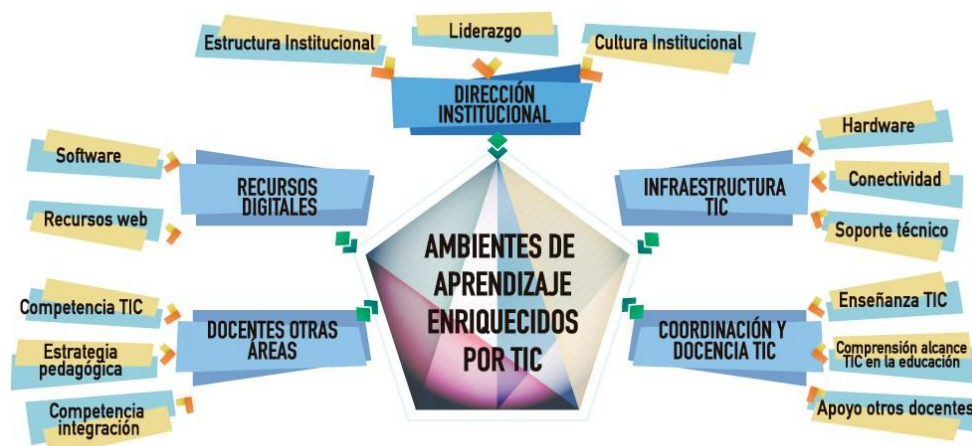 Estructura Institucional
Liderazgo
Cultura Institucional
DIRECCIÓN
INSTITUCIONAL
Software
Recursos web
RECURSOS
DIGITALES
Hardware
Conectividad
Soporte técnico
INFRAESTRUCTURA
TIC
AMBIENTES DE
APRENDIZAJE
ENRIQUECIDOS
POR TIC
Competencia TIC
Estrategia
pedagógica
Competencia
integración
DOCENTES OTRAS
ÁREAS
COORDINACIÓN Y
DOCENCIA TIC
Enseñanza TIC
Comprensión alcance
TIC en la educación
Apoyo otros docentes